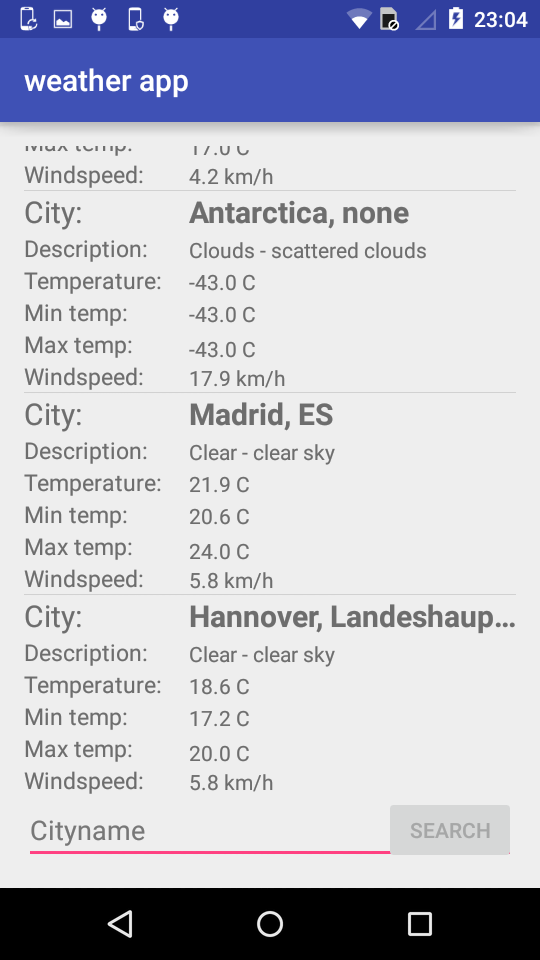 23:04
weather app
Max temp: 17.0 C
Windspeed: 4.2 km/h
City: Antarctica, none
Description: Clouds - scattered clouds
Temperature: -43.0 C
Min temp: -43.0 C
Max temp: -43.0 C
Windspeed: 17.9 km/h
City: Madrid, ES
Description: Clear - clear sky
Temperature: 21.9 C
Min temp: 20.6 C
Max temp: 24.0 C
Windspeed: 5.8 km/h
City: Hannover, Landeshaup...
Description: Clear - clear sky
Temperature: 18.6 C
Min temp: 17.2 C
Max temp: 20.0 C
Windspeed: 5.8 km/h
Cityname SEARCH